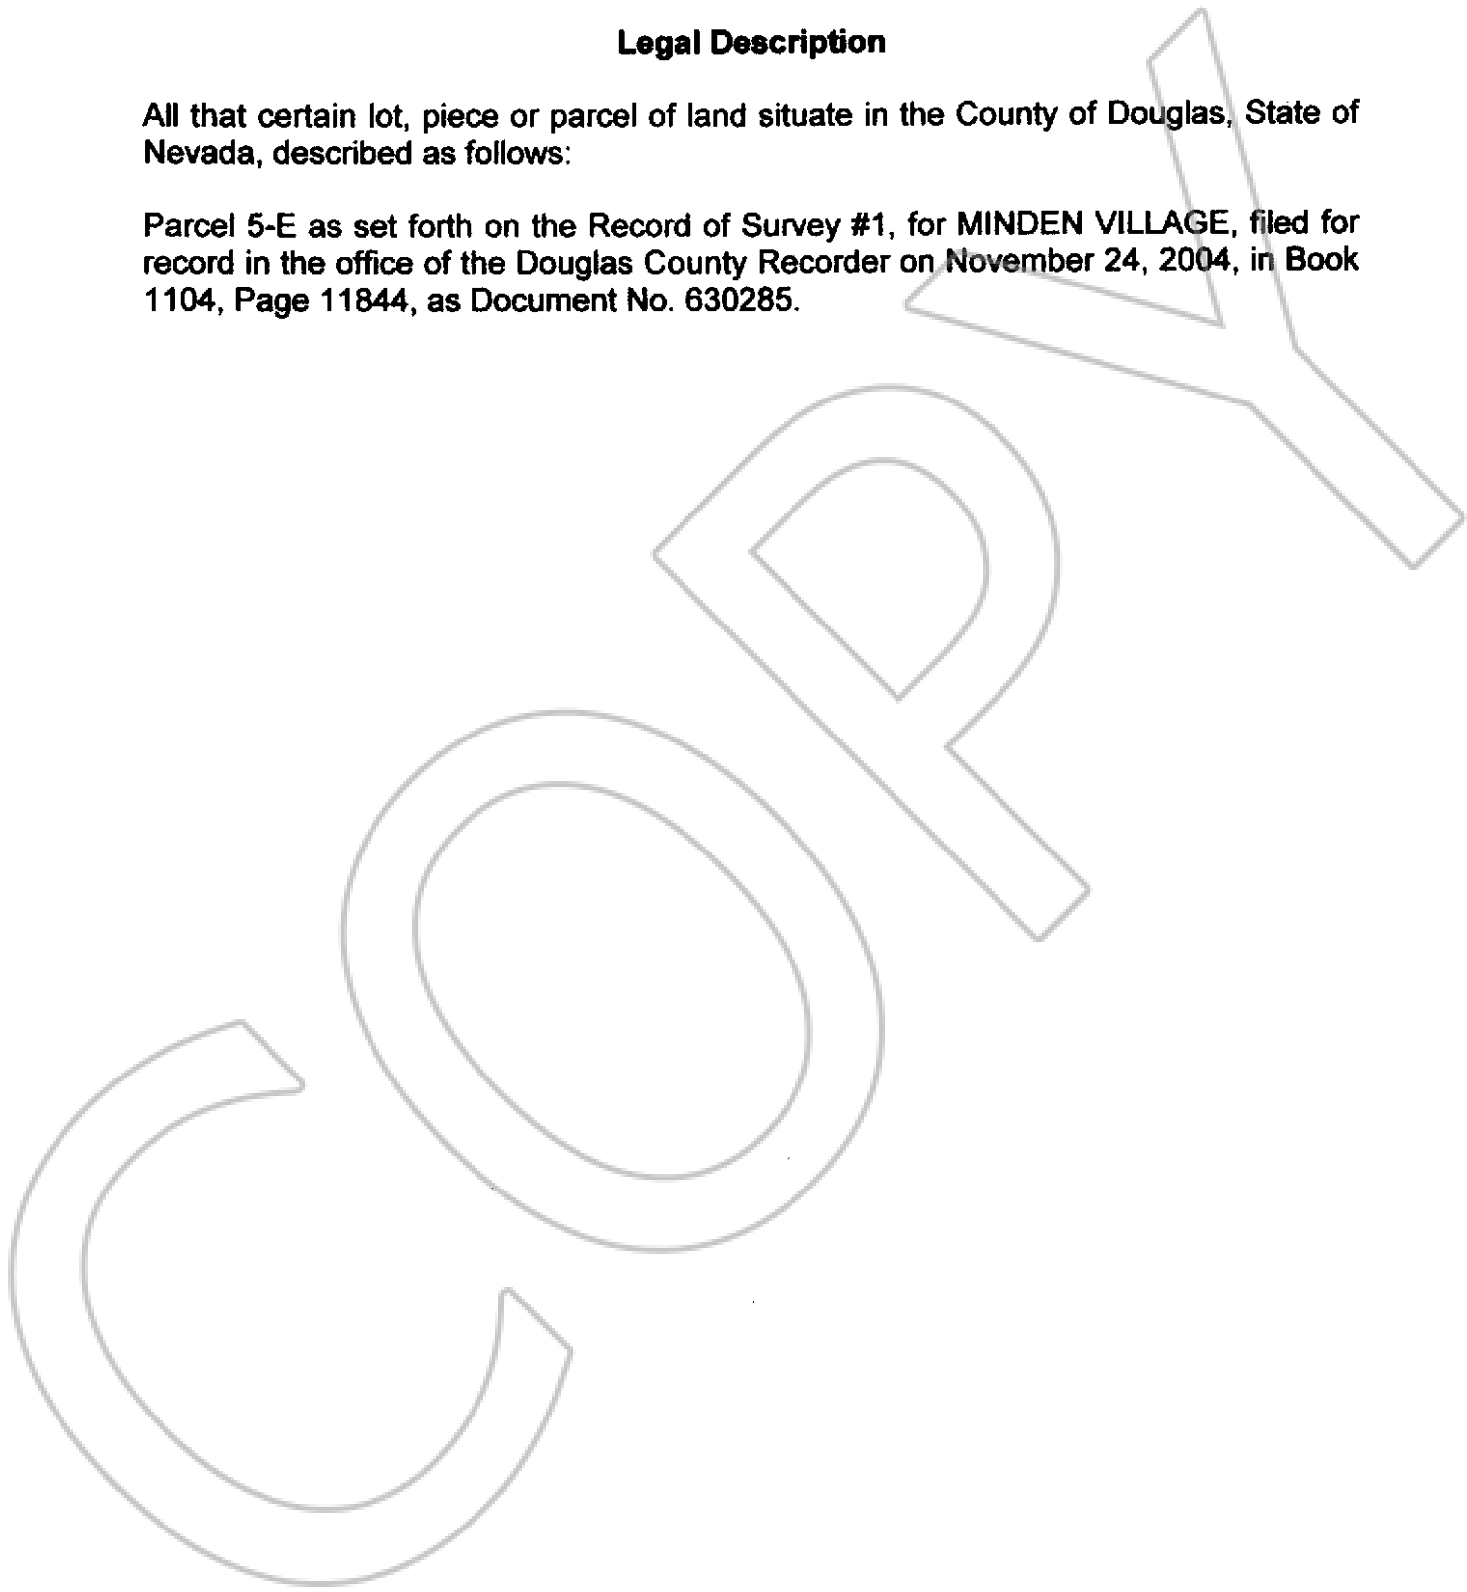 Legal Description
All that certain lot, piece or parcel of land situate in the County of Douglas, State of
Nevada, described as follows:
Parcel 5-E as set forth on the Record of Survey #1, for MINDEN VILLAGE, filed for
record in the office of the Douglas County Recorder on November 24, 2004, in Book
1104, Page 11844, as Document No. 630285.
COPY